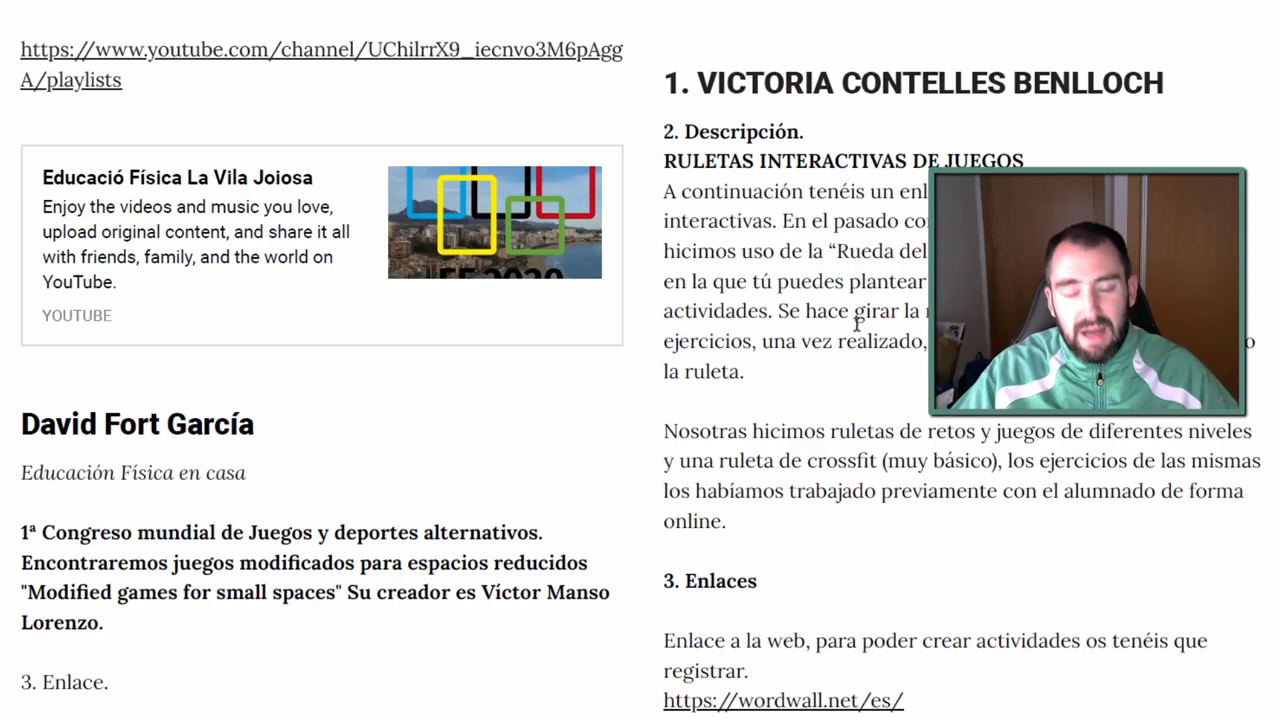 https://www.youtube.com/channel/UChilrrX9_iecnvo3M6pAgg
A/playlists
Educació Física La Vila Joiosa
Enjoy the videos and music you love,
upload original content, and share it all
with friends, family, and the world on
YouTube.
YOUTUBE
David Fort García
Educación Física en casa
1ª Congreso mundial de Juegos y deportes alternativos.
Encontraremos juegos modificados para espacios reducidos
"Modified games for small spaces" Su creador es Víctor Manso
Lorenzo.
3. Enlace.
1. VICTORIA CONTELLES BENLLOCH
2. Descripción.
RULETAS INTERACTIVAS DE JUEGOS
A continuación tenéis un
interactivas. En el pasado
hicimos uso de la “Rueda
en la que tú puedes plantear
actividades. Se hace girar la
ejercicios, una vez realizado,
la ruleta.
Nosotras hicimos ruletas de retos y juegos de diferentes niveles
y una ruleta de crossfit (muy básico), los ejercicios de las mismas
los habíamos trabajado previamente con el alumnado de forma
online.
3. Enlaces
Enlace a la web, para poder crear actividades os tenéis que
registrar.
https://wordwall.net/es/